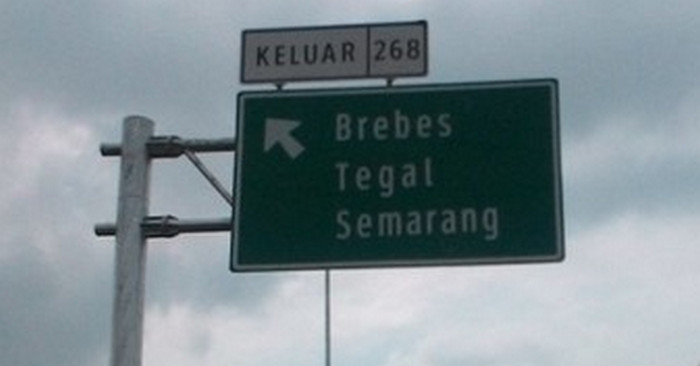 KELUAR 268
Brebes
Tegal
Semarang